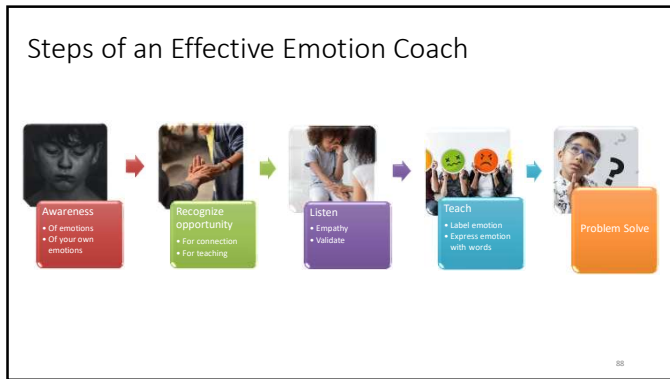 Steps of an Effective Emotion Coach
Awareness
• Of emotions
• Of your own
emotions
Recognize
opportunity
• For connection
• For teaching
Listen
• Empathy
• Validate
Teach
• Label emotion
• Express emotion
with words
?
Problem Solve
88